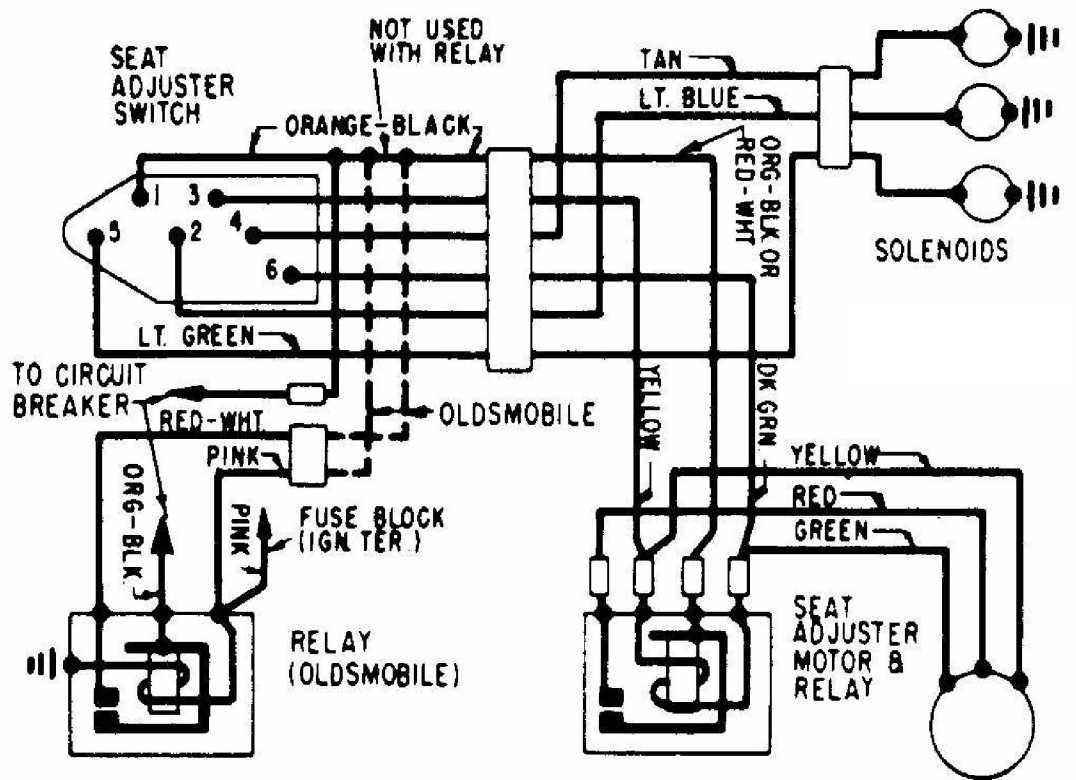 NOT USED
WITH RELAY
SEAT
ADJUSTER
SWITCH
TAN
LT. BLUE
ORANGE-BLACK
ORG-BLK OR
RED-WHT
1
3
5
2
4
6
SOLENOIDS
LT. GREEN
TO CIRCUIT
BREAKER
RED-WHT
PINK
OLDSMOBILE
YELLOW
DK GRN
YELLOW
RED
GREEN
ORG-BLK
PINK
FUSE BLOCK
(IGN TER.)
RELAY
(OLDSMOBILE)
SEAT
ADJUSTER
MOTOR &
RELAY